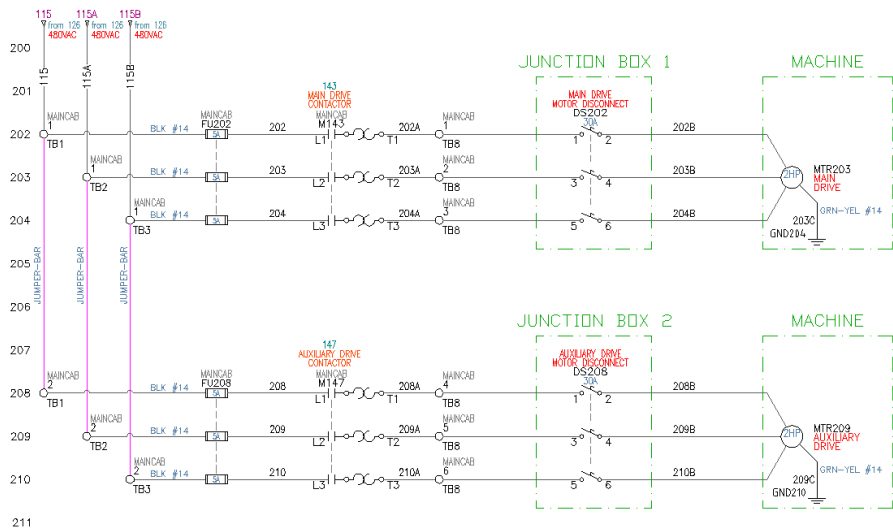 115 115A 115B
from 126 from 126 from 126
480VAC 480VAC 480VAC
200
JUNCTION BOX 1 MACHINE
115 115A 115B
201
143
MAIN DRIVE
CONTACTOR
MAIN DRIVE
MOTOR DISCONNECT
MAINCAB MAINCAB MAINCAB MAINCAB
FU202 M143 DS202
30A
202 1 BLK #14 5A 202 L1 T1 202A 1 1 2 202B
TB1 TB8
MAINCAB
203 1 BLK #14 5A 203 L2 T2 203A 2 3 4 203B 2HP MTR203
TB2 TB8
MAIN
DRIVE
MAINCAB
204 1 BLK #14 5A 204 L3 T3 204A 3 5 6 204B
TB3 TB8
GRN-YEL #14
203C
GND204
205
JUMPER-BAR JUMPER-BAR JUMPER-BAR
206
JUNCTION BOX 2 MACHINE
207
147
AUXILIARY DRIVE
CONTACTOR
AUXILIARY DRIVE
MOTOR DISCONNECT
MAINCAB MAINCAB MAINCAB MAINCAB
FU208 M147 DS208
30A
208 2 BLK #14 5A 208 L1 T1 208A 4 1 2 208B
TB1 TB8
MAINCAB
209 2 BLK #14 5A 209 L2 T2 209A 5 3 4 209B 2HP MTR209
TB2 TB8
AUXILIARY
DRIVE
MAINCAB
210 2 BLK #14 5A 210 L3 T3 210A 6 5 6 210B
TB3 TB8
GRN-YEL #14
209C
GND210
211